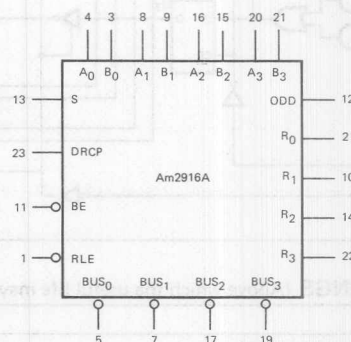 4 3 8 9 16 15 20 21
A0 B0 A1 B1 A2 B2 A3 B3
13 S ODD 12
R0 2
23 DRCP
R1 10
Am2916A
11 BE R2 14
1 RLE R3 22
BUS0 BUS1 BUS2 BUS3
5 7 17 19